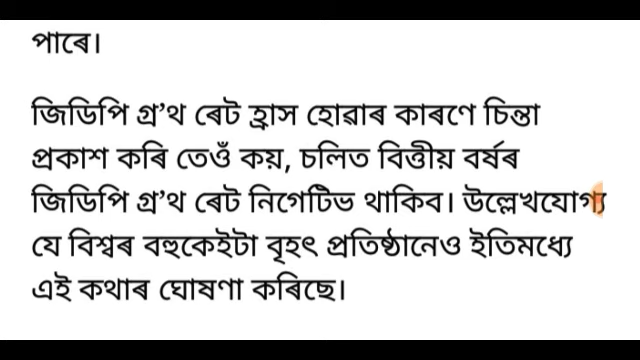 পাৰে।
জিডিপি গ্ৰ’থ ৰেট হ্ৰাস হোৱাৰ কাৰণে চিন্তা
প্ৰকাশ কৰি তেওঁ কয়, চলিত বিত্তীয় বৰ্ষৰ
জিডিপি গ্ৰ’থ ৰেট নিগেটিভ থাকিব। উল্লেখযোগ্য
যে বিশ্বৰ বহুকেইটা বৃহৎ প্ৰতিষ্ঠানেও ইতিমধ্যে
এই কথাৰ ঘোষণা কৰিছে।